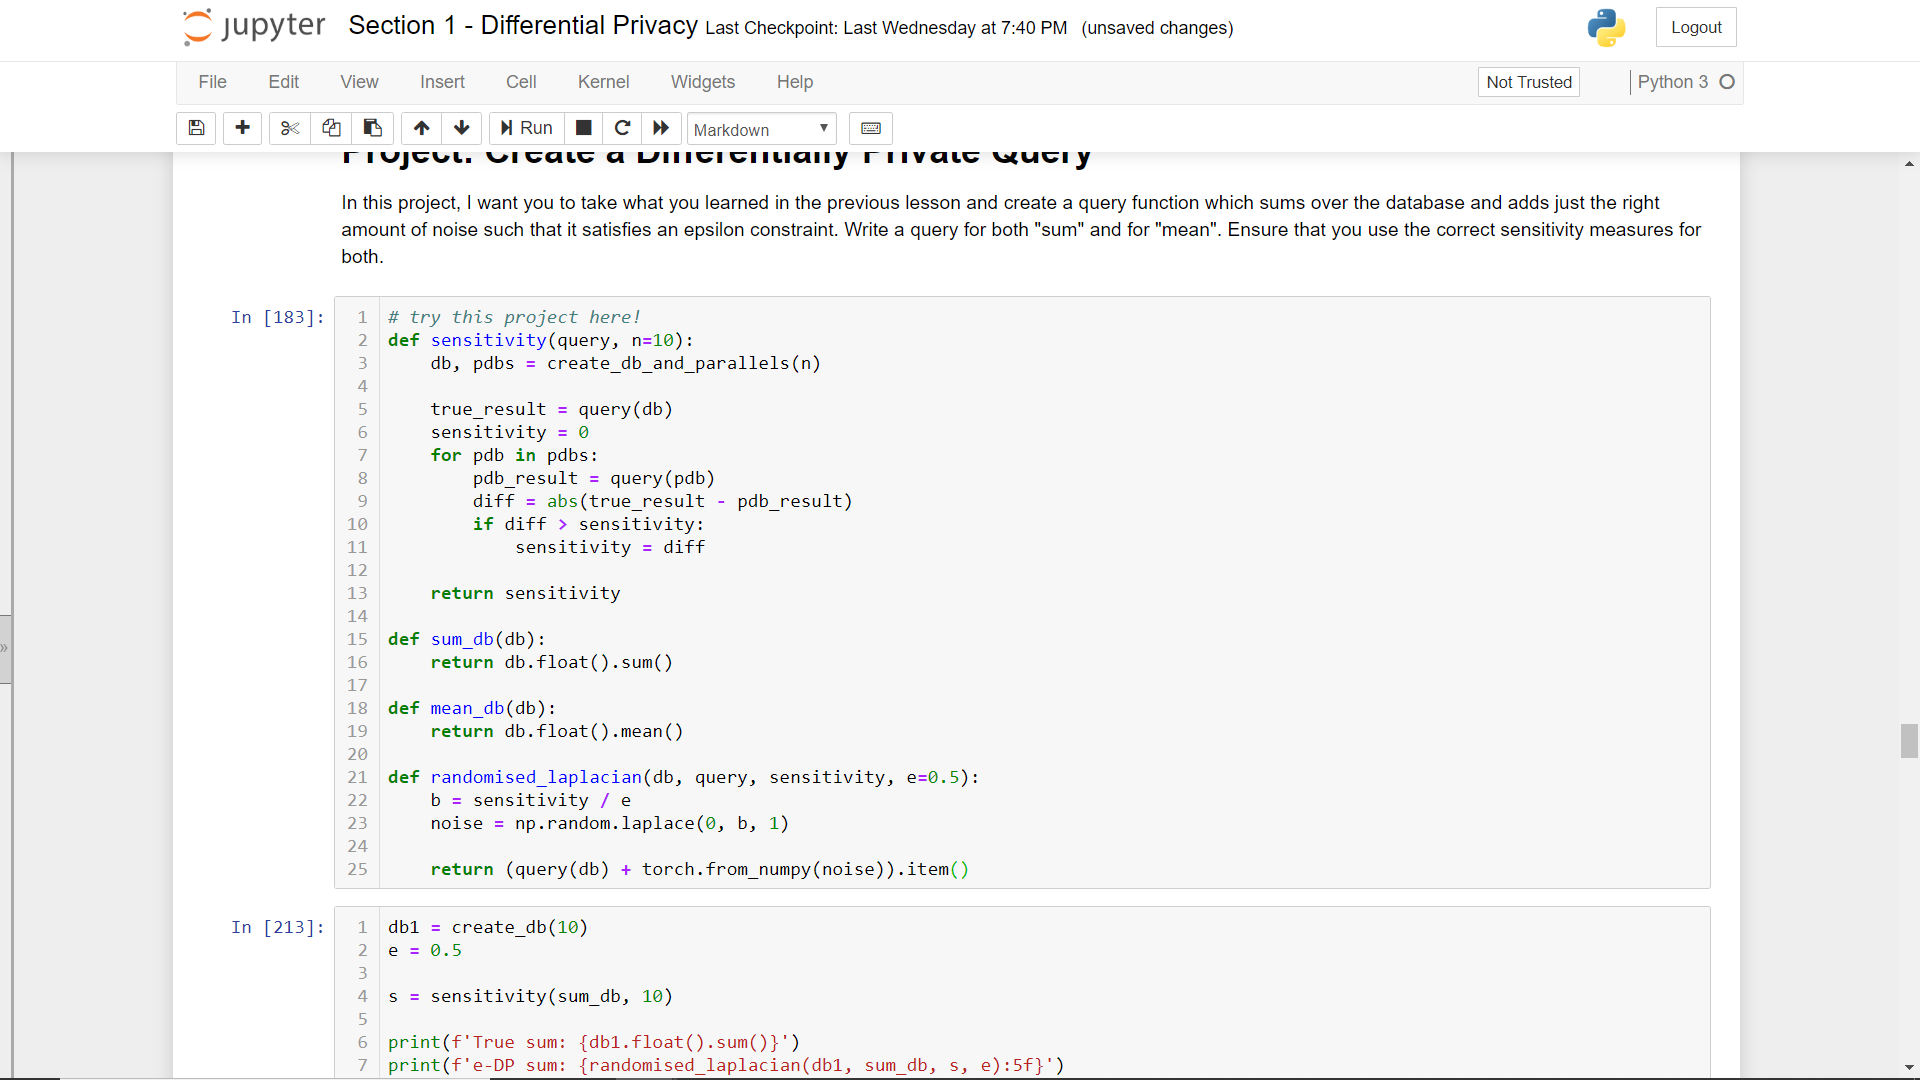 jupyter Section 1 - Differential Privacy Last Checkpoint: Last Wednesday at 7:40 PM (unsaved changes) Logout
File Edit View Insert Cell Kernel Widgets Help Not Trusted Python 3
Run Markdown
Project: Create a Differentially Private Query
In this project, I want you to take what you learned in the previous lesson and create a query function which sums over the database and adds just the right
amount of noise such that it satisfies an epsilon constraint. Write a query for both "sum" and for "mean". Ensure that you use the correct sensitivity measures for
both.
In [183]:
1 # try this project here!
2 def sensitivity(query, n=10):
3     db, pdbs = create_db_and_parallels(n)
4
5     true_result = query(db)
6     sensitivity = 0
7     for pdb in pdbs:
8         pdb_result = query(pdb)
9         diff = abs(true_result - pdb_result)
10         if diff > sensitivity:
11             sensitivity = diff
12
13     return sensitivity
14
15 def sum_db(db):
16     return db.float().sum()
17
18 def mean_db(db):
19     return db.float().mean()
20
21 def randomised_laplacian(db, query, sensitivity, e=0.5):
22     b = sensitivity / e
23     noise = np.random.laplace(0, b, 1)
24
25     return (query(db) + torch.from_numpy(noise)).item()
In [213]:
1 db1 = create_db(10)
2 e = 0.5
3
4 s = sensitivity(sum_db, 10)
5
6 print(f'True sum: {db1.float().sum()}')
7 print(f'e-DP sum: {randomised_laplacian(db1, sum_db, s, e):5f}')